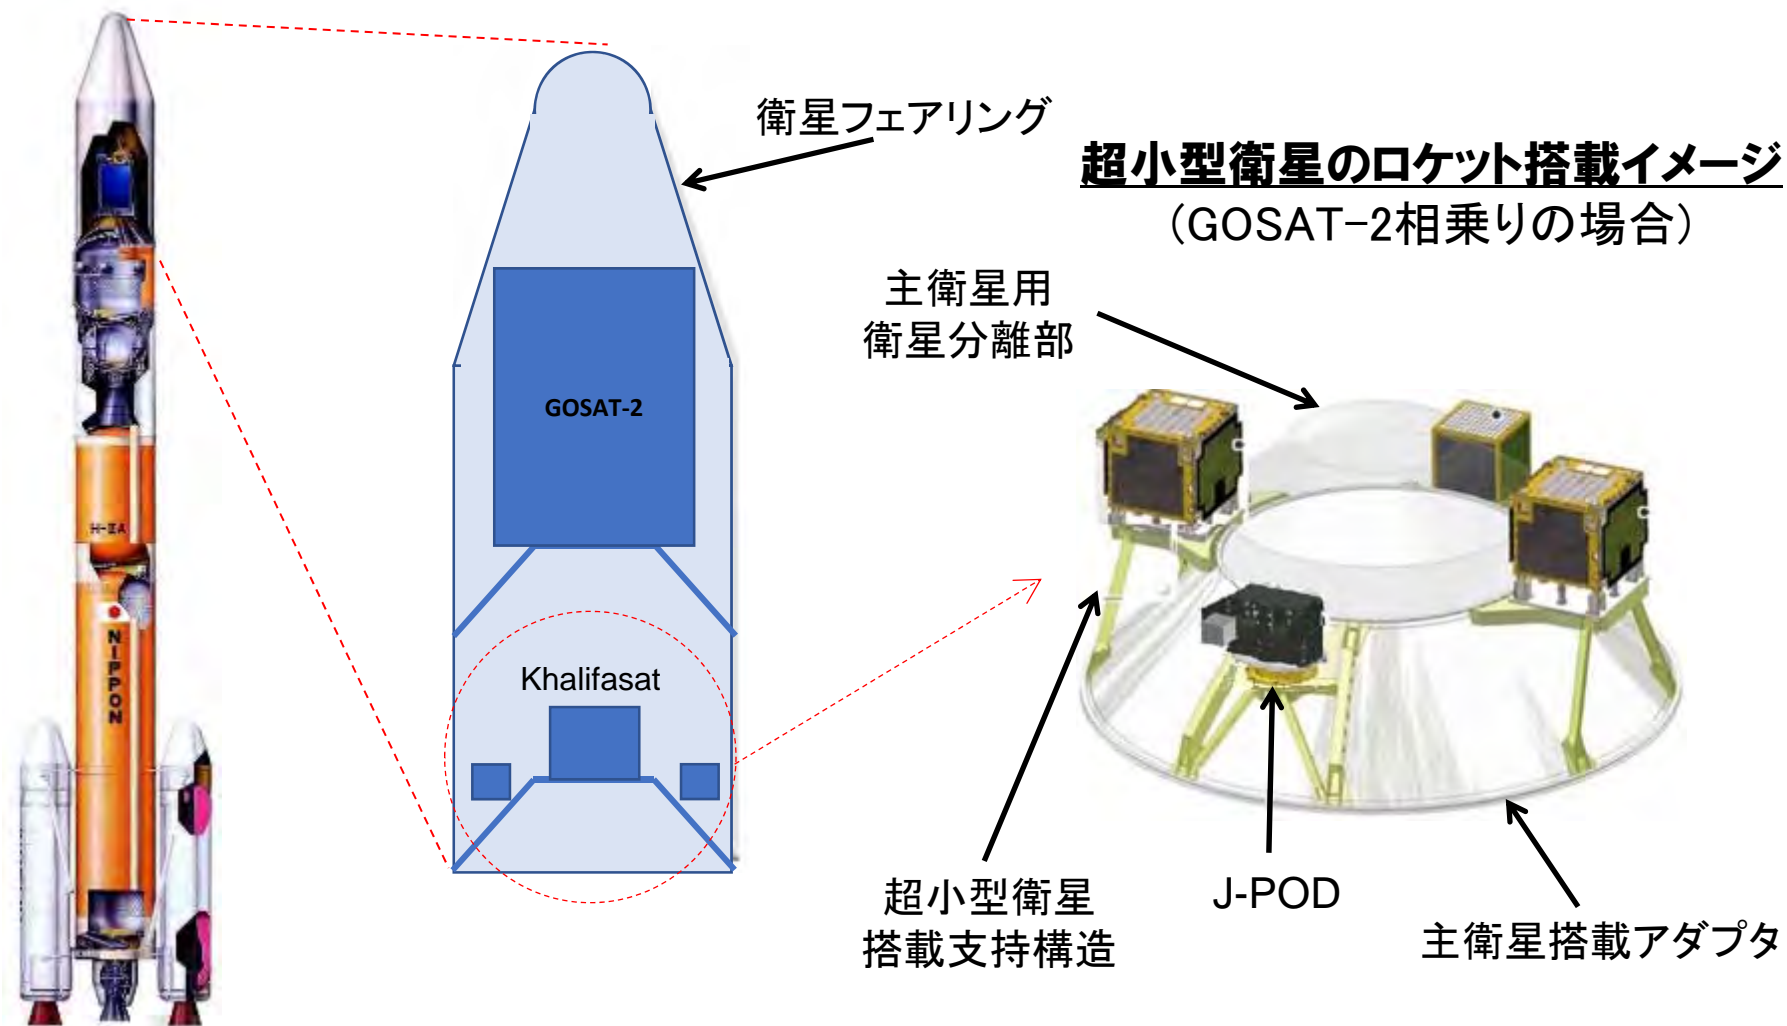 衛星フェアリング
超小型衛星のロケット搭載イメージ
（GOSAT-2相乗りの場合）
主衛星用
衛星分離部
GOSAT-2
H-IIA
NIPPON
Khalifasat
超小型衛星
搭載支持構造
J-POD
主衛星搭載アダプタ